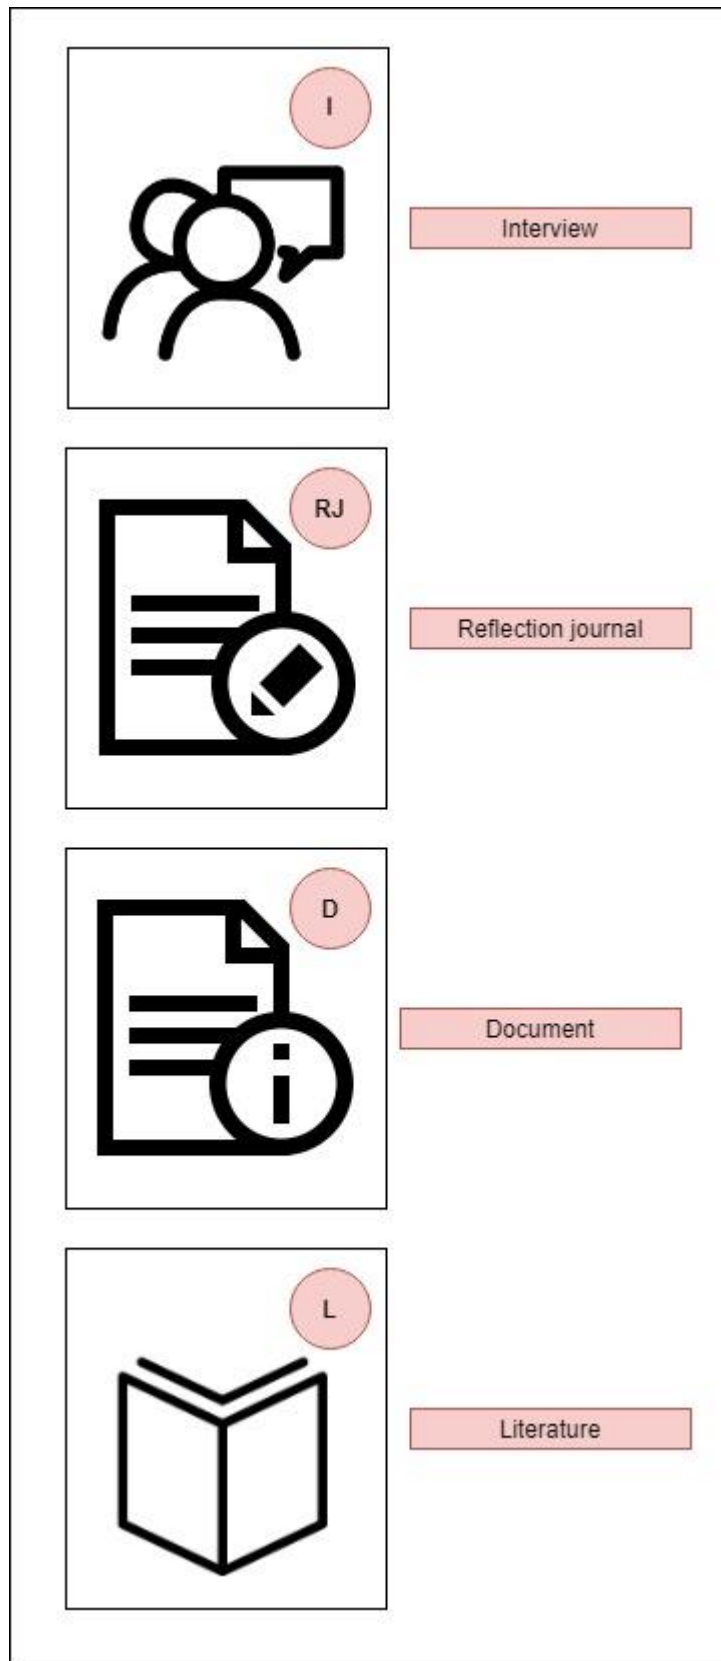 I
Interview
RJ
Reflection journal
D
Document
L
Literature